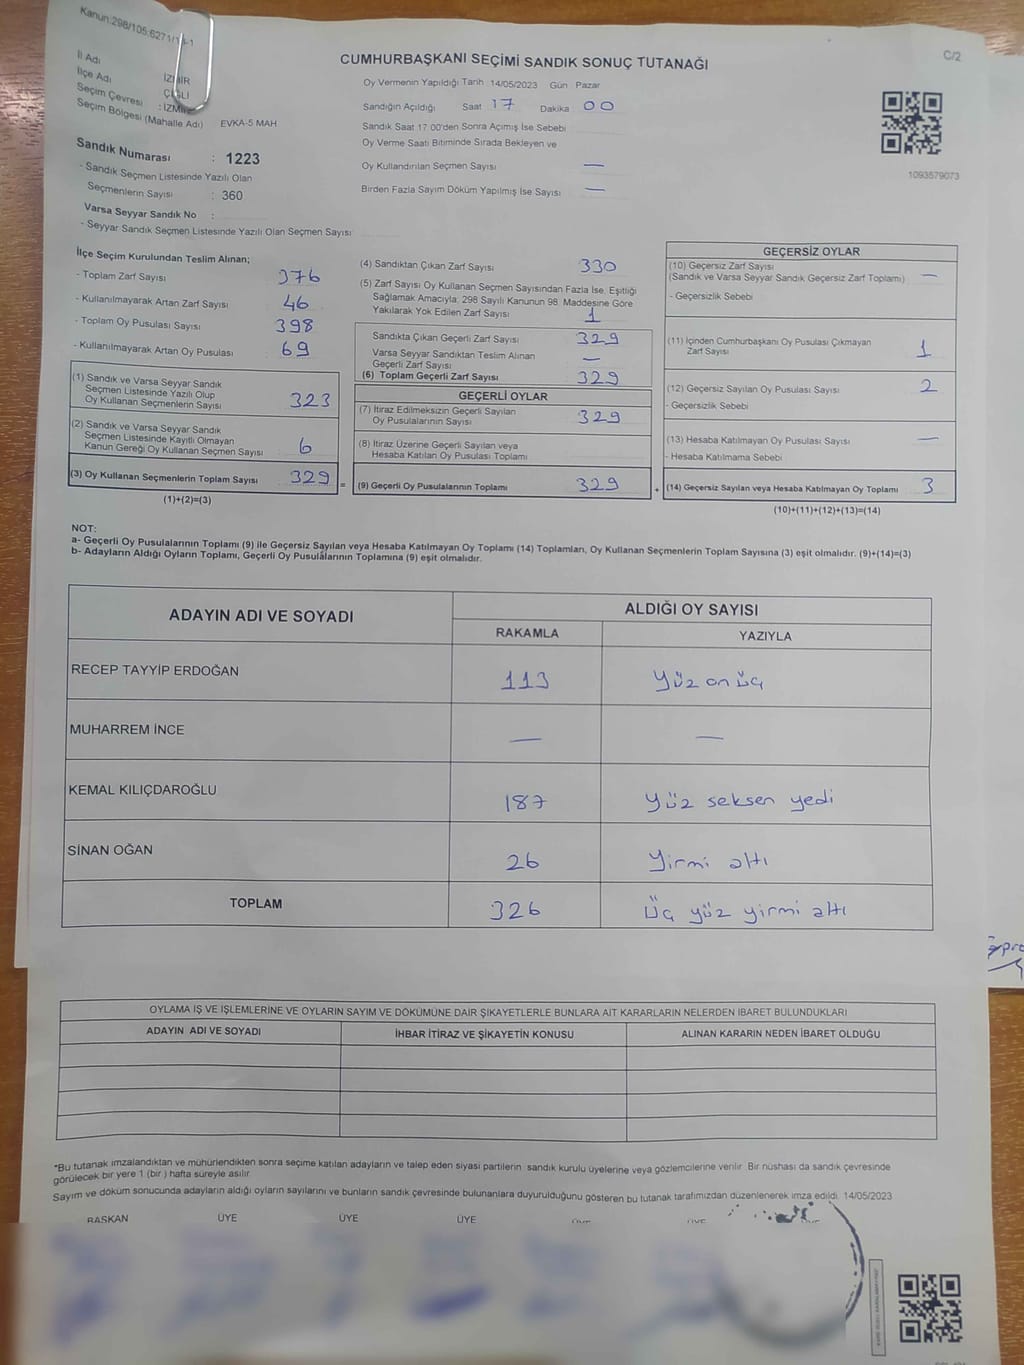 Kanun:298/105;6271/
C/2
CUMHURBAŞKANI SEÇİMİ SANDIK SONUÇ TUTANAĞI
İl Adı İZMİR
İlçe Adı ÇİĞLİ
Seçim Çevresi : İZMİR
Seçim Bölgesi (Mahalle Adı) EVKA-5 MAH
Sandık Numarası : 1223
- Sandık Seçmen Listesinde Yazılı Olan
Seçmenlerin Sayısı : 360
Varsa Seyyar Sandık No :
- Seyyar Sandık Seçmen Listesinde Yazılı Olan Seçmen Sayısı
Oy Vermenin Yapıldığı Tarih 14/05/2023 Gün Pazar
Sandığın Açıldığı Saat 17 Dakika 00
Sandık Saat 17 00'den Sonra Açımış İse Sebebi
Oy Verme Saati Bitiminde Sırada Bekleyen ve
Oy Kullandırılan Seçmen Sayısı —
Birden Fazla Sayım Döküm Yapılmış İse Sayısı —
1093579073
İlçe Seçim Kurulundan Teslim Alınan;
- Toplam Zarf Sayısı 376
- Kullanılmayarak Artan Zarf Sayısı 46
- Toplam Oy Pusulası Sayısı 398
- Kullanılmayarak Artan Oy Pusulası 69
(1) Sandık ve Varsa Seyyar Sandık
Seçmen Listesinde Yazılı Olup
Oy Kullanan Seçmenlerin Sayısı 323
(2) Sandık ve Varsa Seyyar Sandık
Seçmen Listesinde Kayıtlı Olmayan
Kanun Gereği Oy Kullanan Seçmen Sayısı 6
(3) Oy Kullanan Seçmenlerin Toplam Sayısı 329
(1)+(2)=(3)
(4) Sandıktan Çıkan Zarf Sayısı 330
(5) Zarf Sayısı Oy Kullanan Seçmen Sayısından Fazla İse, Eşitliği
Sağlamak Amacıyla; 298 Sayılı Kanunun 98. Maddesine Göre
Yakılarak Yok Edilen Zarf Sayısı 1
Sandıkta Çıkan Geçerli Zarf Sayısı 329
Varsa Seyyar Sandıktan Teslim Alınan
Geçerli Zarf Sayısı —
(6) Toplam Geçerli Zarf Sayısı 329
GEÇERLİ OYLAR
(7) İtiraz Edilmeksizin Geçerli Sayılan
Oy Pusulalarının Sayısı 329
(8) İtiraz Üzerine Geçerli Sayılan veya
Hesaba Katılan Oy Pusulası Toplamı
= (9) Geçerli Oy Pusulalarının Toplamı 329
GEÇERSİZ OYLAR
(10) Geçersiz Zarf Sayısı
(Sandık ve Varsa Seyyar Sandık Geçersiz Zarf Toplamı) —
- Geçersizlik Sebebi
(11) İçinden Cumhurbaşkanı Oy Pusulası Çıkmayan
Zarf Sayısı 1
(12) Geçersiz Sayılan Oy Pusulası Sayısı 2
- Geçersizlik Sebebi
(13) Hesaba Katılmayan Oy Pusulası Sayısı —
- Hesaba Katılmama Sebebi
+ (14) Geçersiz Sayılan veya Hesaba Katılmayan Oy Toplamı 3
(10)+(11)+(12)+(13)=(14)
NOT:
a- Geçerli Oy Pusulalarının Toplamı (9) ile Geçersiz Sayılan veya Hesaba Katılmayan Oy Toplamı (14) Toplamları, Oy Kullanan Seçmenlerin Toplam Sayısına (3) eşit olmalıdır. (9)+(14)=(3)
b- Adayların Aldığı Oyların Toplamı, Geçerli Oy Pusulalarının Toplamına (9) eşit olmalıdır.
ADAYIN ADI VE SOYADI ALDIĞI OY SAYISI
RAKAMLA YAZIYLA
RECEP TAYYİP ERDOĞAN 113 Yüz on üç
MUHARREM İNCE — —
KEMAL KILIÇDAROĞLU 187 Yüz seksen yedi
SİNAN OĞAN 26 Yirmi altı
TOPLAM 326 Üç yüz yirmi altı
OYLAMA İŞ VE İŞLEMLERİNE VE OYLARIN SAYIM VE DÖKÜMÜNE DAİR ŞİKAYETLERLE BUNLARA AİT KARARLARIN NELERDEN İBARET BULUNDUKLARI
ADAYIN ADI VE SOYADI İHBAR İTİRAZ VE ŞİKAYETİN KONUSU ALINAN KARARIN NEDEN İBARET OLDUĞU
*Bu tutanak imzalandıktan ve mühürlendikten sonra seçime katılan adayların ve talep eden siyasi partilerin sandık kurulu üyelerine veya gözlemcilerine verilir. Bir nüshası da sandık çevresinde
görülecek bir yere 1 (bir) hafta süreyle asılır.
Sayım ve döküm sonucunda adayların aldığı oyların sayılarını ve bunların sandık çevresinde bulunanlara duyurulduğunu gösteren bu tutanak tarafımızdan düzenlenerek imza edildi. 14/05/2023
BAŞKAN ÜYE ÜYE ÜYE ÜYE ÜYE ÜYE